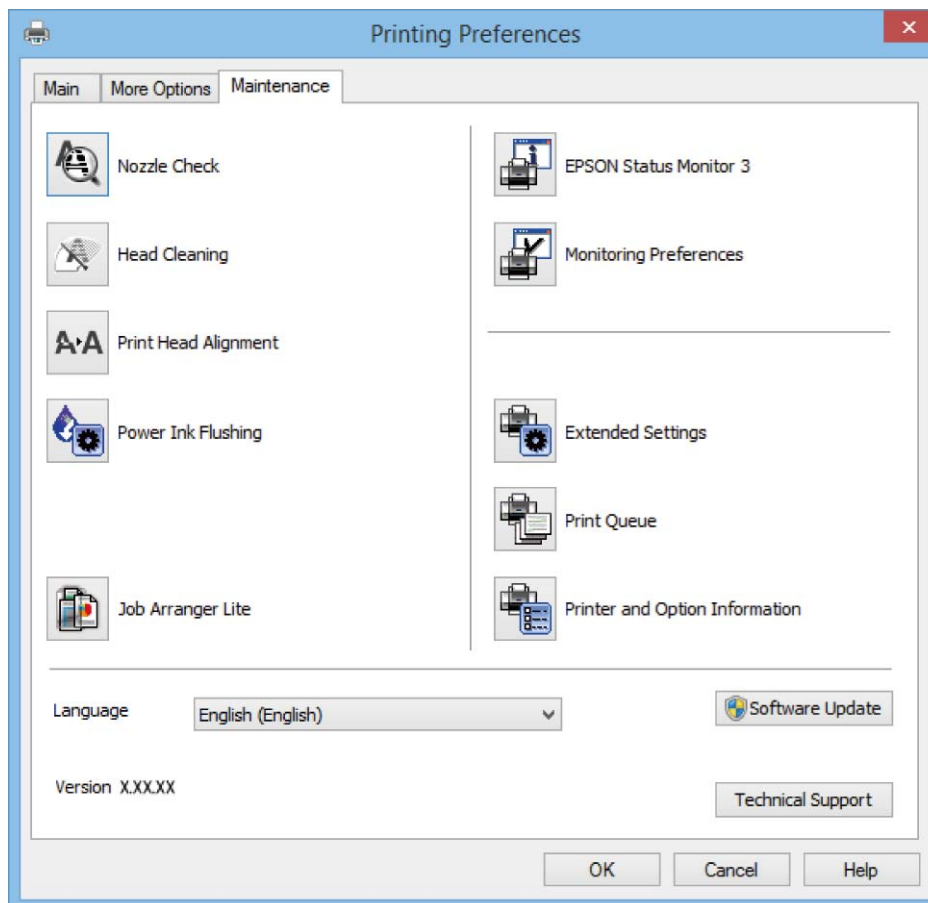 Printing Preferences
Main
More Options
Maintenance
Nozzle Check
Head Cleaning
A▸A Print Head Alignment
Power Ink Flushing
Job Arranger Lite
EPSON Status Monitor 3
Monitoring Preferences
Extended Settings
Print Queue
Printer and Option Information
Language
English (English)
Software Update
Version X.XX.XX
Technical Support
OK
Cancel
Help